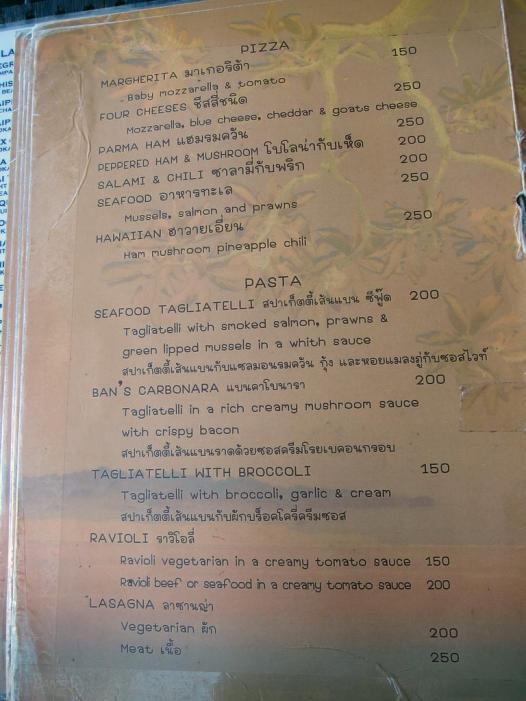 PIZZA
MARGHERITA มาเกอริต้า 150
Baby mozzarella & tomato
FOUR CHEESES ชีสสี่ชนิด 250
Mozzarella, blue cheese, cheddar & goats cheese
PARMA HAM แฮมรมควัน 250
PEPPERED HAM & MUSHROOM โบโลน่ากับเห็ด 200
SALAMI & CHILI ซาลามี่กับพริก 200
SEAFOOD อาหารทะเล 250
Mussels, salmon and prawns
HAWAIIAN ฮาวายเอี้ยน 250
Ham mushroom pineapple chili
PASTA
SEAFOOD TAGLIATELLI สปาเก็ตตี้เส้นแบน ซีฟู๊ด 200
Tagliatelli with smoked salmon, prawns &
green lipped mussels in a whith sauce
สปาเก็ตตี้เส้นแบนกับแซลมอนรมควัน กุ้ง และหอยแมลงภู่กับซอสไวท์
BAN'S CARBONARA แบนคาโบนารา 200
Tagliatelli in a rich creamy mushroom sauce
with crispy bacon
สปาเก็ตตี้เส้นแบนราดด้วยซอสครีมโรยเบคอนกรอบ
TAGLIATELLI WITH BROCCOLI 150
Tagliatelli with broccoli, garlic & cream
สปาเก็ตตี้เส้นแบนกับผักบร็อคโครี่ครีมซอส
RAVIOLI ราวิโอลี่
Ravioli vegetarian in a creamy tomato sauce 150
Ravioli beef or seafood in a creamy tomato sauce 200
LASAGNA ลาซานญ่า
Vegetarian ผัก 200
Meat เนื้อ 250